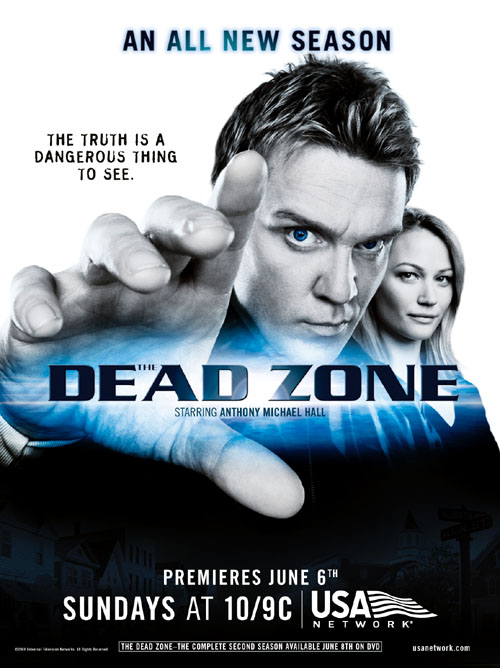 AN ALL NEW SEASON
THE TRUTH IS A
DANGEROUS THING
TO SEE.
THE
DEAD ZONE
STARRING ANTHONY MICHAEL HALL
PREMIERES JUNE 6TH
SUNDAYS AT 10/9C
USA
NETWORK®
THE DEAD ZONE–THE COMPLETE SECOND SEASON AVAILABLE JUNE 8TH ON DVD
usanetwork.com